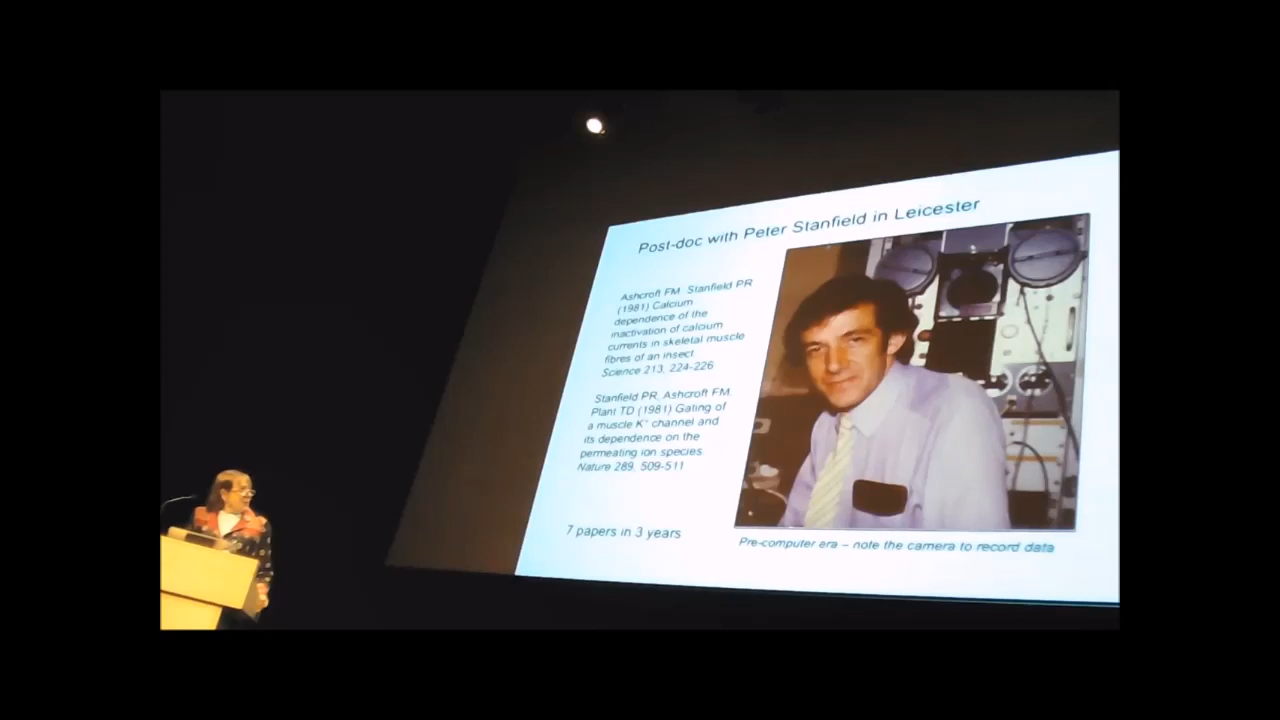 Post-doc with Peter Stanfield in Leicester
Ashcroft FM, Stanfield PR
(1981) Calcium
dependence of the
inactivation of calcium
currents in skeletal muscle
fibres of an insect
Science 213, 224-226
Stanfield PR, Ashcroft FM,
Plant TD (1981) Gating of
a muscle K⁺ channel and
its dependence on the
permeating ion species
Nature 289, 509-511
7 papers in 3 years
Pre-computer era – note the camera to record data